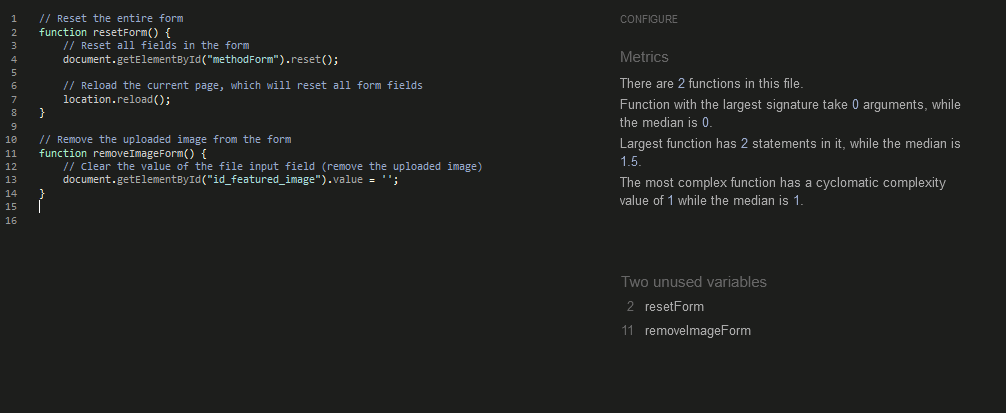 1 // Reset the entire form
2 function resetForm() {
3 // Reset all fields in the form
4 document.getElementById("methodForm").reset();
5
6 // Reload the current page, which will reset all form fields
7 location.reload();
8 }
9
10 // Remove the uploaded image from the form
11 function removeImageForm() {
12 // Clear the value of the file input field (remove the uploaded image)
13 document.getElementById("id_featured_image").value = '';
14 }
15
16
CONFIGURE
Metrics
There are 2 functions in this file.
Function with the largest signature take 0 arguments, while
the median is 0.
Largest function has 2 statements in it, while the median is
1.5.
The most complex function has a cyclomatic complexity
value of 1 while the median is 1.
Two unused variables
2 resetForm
11 removeImageForm